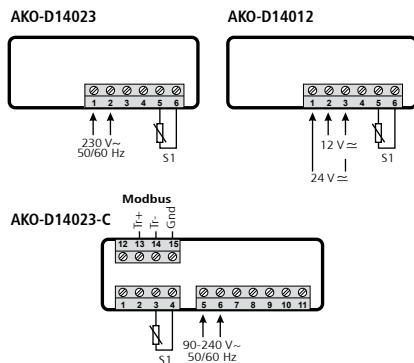 AKO-D14023
1 2 3 4 5 6
230 V~
50/60 Hz
S1
AKO-D14012
1 2 3 4 5 6
12 V ≃
24 V ≃
S1
AKO-D14023-C
Modbus
Tr+ Tr- Gnd
12 13 14 15
1 2 3 4 5 6 7 8 9 10 11
S1
90-240 V~
50/60 Hz